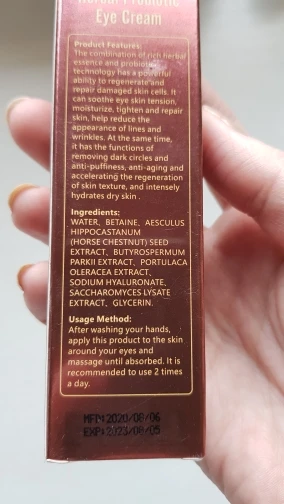 Herbal Probiotic
Eye Cream
Product Features:
The combination of rich herbal
essence and probiotic
technology has a powerful
ability to regenerate and
repair damaged skin cells. It
can soothe eye skin tension,
moisturize, tighten and repair
skin, help reduce the
appearance of lines and
wrinkles. At the same time,
it has the functions of
removing dark circles and
anti-puffiness, anti-aging and
accelerating the regeneration
of skin texture, and intensely
hydrates dry skin .
Ingredients:
WATER, BETAINE, AESCULUS
HIPPOCASTANUM
(HORSE CHESTNUT) SEED
EXTRACT, BUTYROSPERMUM
PARKII EXTRACT, PORTULACA
OLERACEA EXTRACT,
SODIUM HYALURONATE,
SACCHAROMYCES LYSATE
EXTRACT, GLYCERIN.
Usage Method:
After washing your hands,
apply this product to the skin
around your eyes and
massage until absorbed. It is
recommended to use 2 times
a day.
MFD:2020/08/06
EXP:2023/08/05